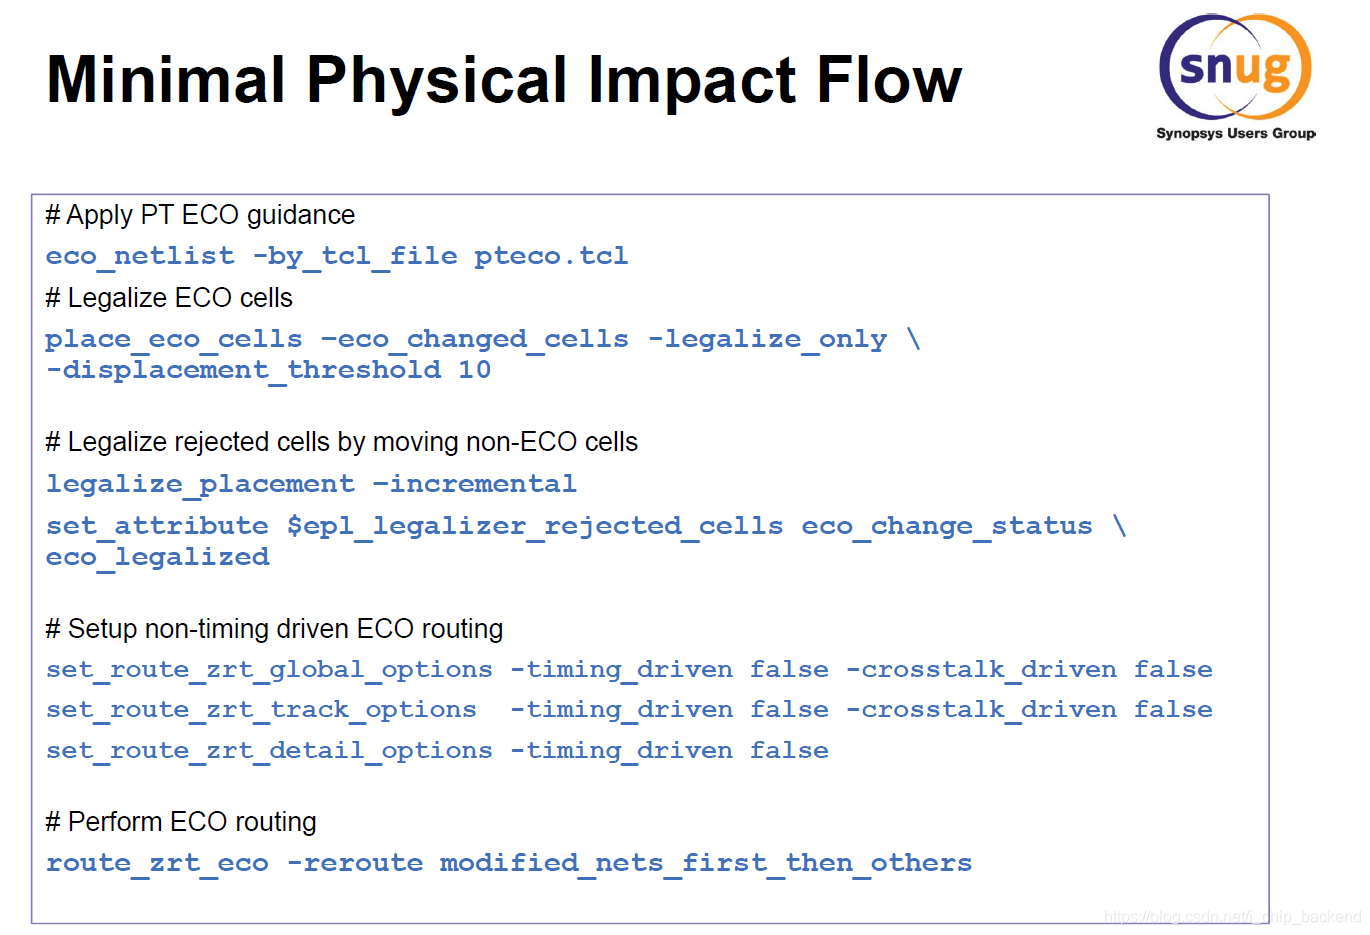 Minimal Physical Impact Flow
snug
Synopsys Users Group
# Apply PT ECO guidance
eco_netlist -by_tcl_file pteco.tcl
# Legalize ECO cells
place_eco_cells –eco_changed_cells -legalize_only \
-displacement_threshold 10
# Legalize rejected cells by moving non-ECO cells
legalize_placement –incremental
set_attribute $epl_legalizer_rejected_cells eco_change_status \
eco_legalized
# Setup non-timing driven ECO routing
set_route_zrt_global_options -timing_driven false -crosstalk_driven false
set_route_zrt_track_options -timing_driven false -crosstalk_driven false
set_route_zrt_detail_options -timing_driven false
# Perform ECO routing
route_zrt_eco -reroute modified_nets_first_then_others
https://blog.csdn.net/i_chip_backend